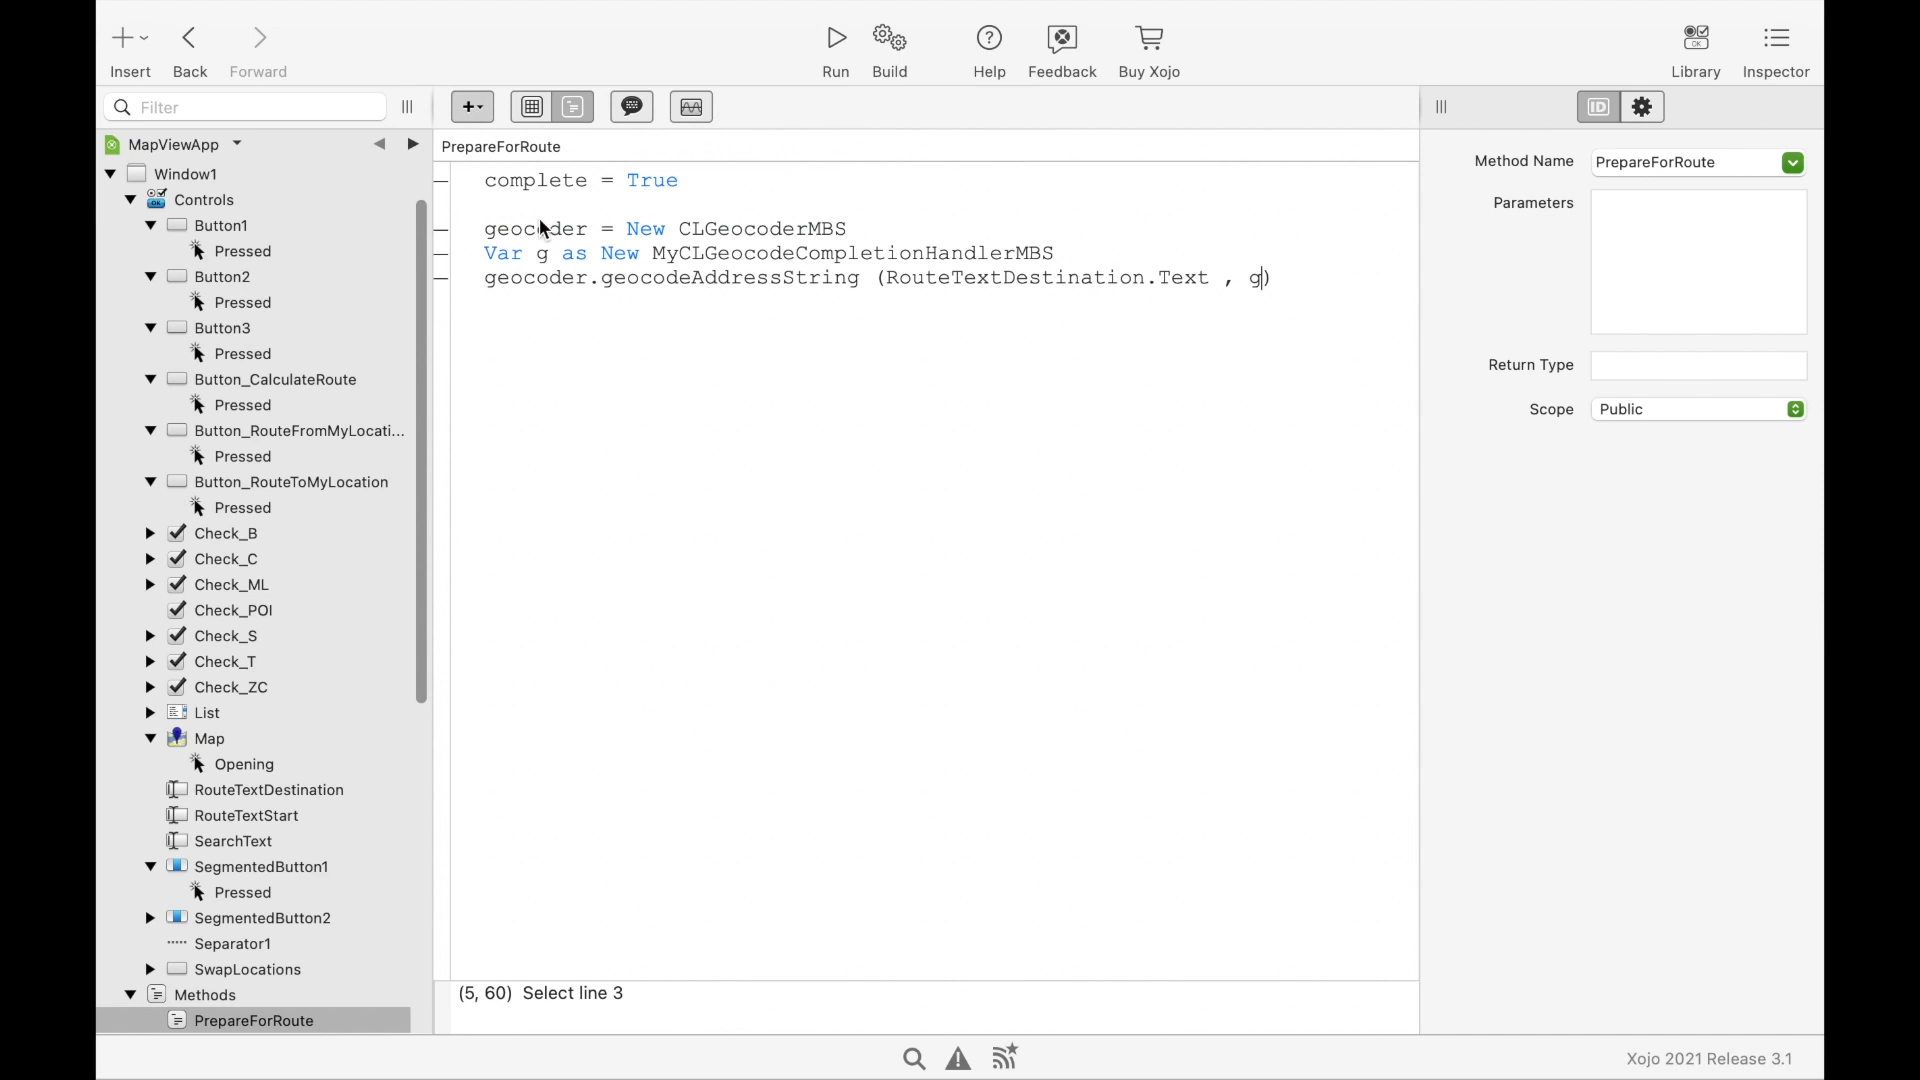 Insert Back Forward Run Build Help Feedback Buy Xojo Library Inspector
Filter
MapViewApp
PrepareForRoute
Window1
Controls
Button1
Pressed
Button2
Pressed
Button3
Pressed
Button_CalculateRoute
Pressed
Button_RouteFromMyLocati...
Pressed
Button_RouteToMyLocation
Pressed
Check_B
Check_C
Check_ML
Check_POI
Check_S
Check_T
Check_ZC
List
Map
Opening
RouteTextDestination
RouteTextStart
SearchText
SegmentedButton1
Pressed
SegmentedButton2
Separator1
SwapLocations
Methods
PrepareForRoute
complete = True
geocoder = New CLGeocoderMBS
Var g as New MyCLGeocodeCompletionHandlerMBS
geocoder.geocodeAddressString (RouteTextDestination.Text , g)
(5, 60) Select line 3
ID
Method Name PrepareForRoute
Parameters
Return Type
Scope Public
Xojo 2021 Release 3.1